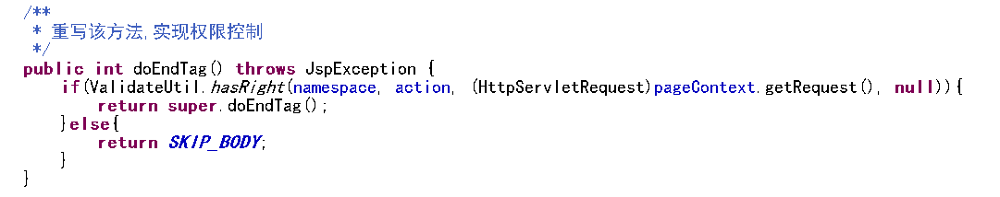 /**
 * 重写该方法,实现权限控制
 */
public int doEndTag() throws JspException {
    if(ValidateUtil.hasRight(namespace, action, (HttpServletRequest)pageContext.getRequest(), null)){
        return super.doEndTag();
    }else{
        return SKIP_BODY;
    }
}